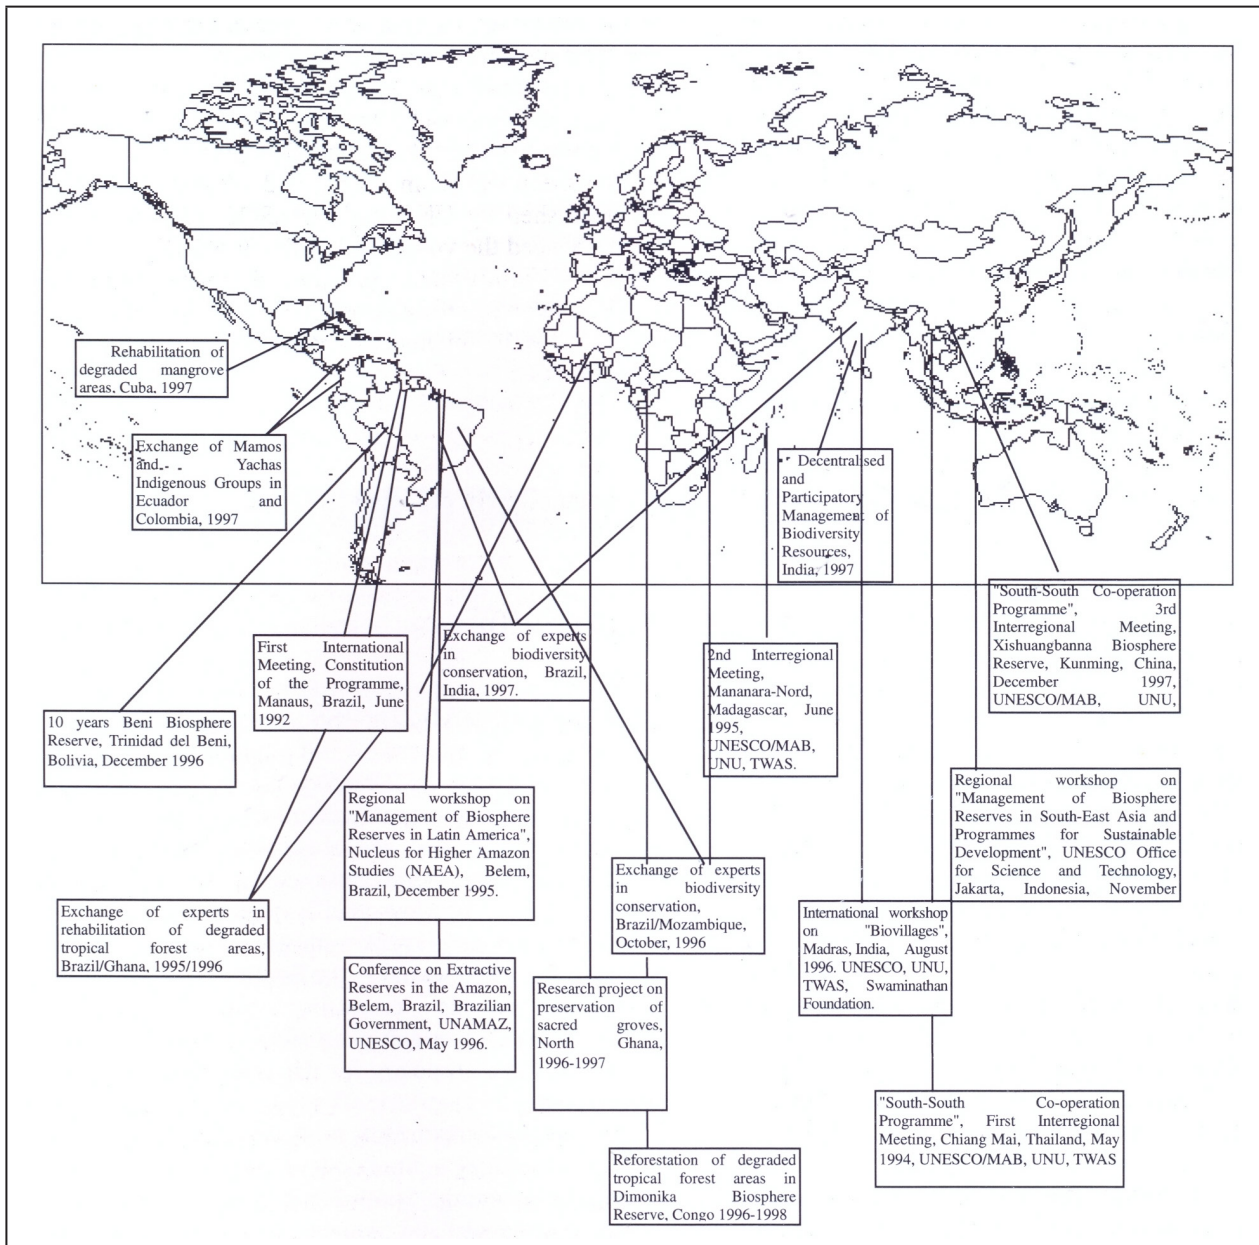 Rehabilitation of
degraded mangrove
areas, Cuba, 1997
Exchange of Mamos
and Yachas
Indigenous Groups in
Ecuador and
Colombia, 1997
Decentralised
and
Participatory
Management of
Biodiversity
Resources,
India, 1997
"South-South Co-operation
Programme", 3rd
Interregional Meeting,
Xishuangbanna Biosphere
Reserve, Kunming, China,
December 1997,
UNESCO/MAB, UNU,
First International
Meeting, Constitution
of the Programme,
Manaus, Brazil, June
1992
Exchange of experts
in biodiversity
conservation, Brazil,
India, 1997.
2nd Interregional
Meeting,
Mananara-Nord,
Madagascar, June
1995,
UNESCO/MAB,
UNU, TWAS.
10 years Beni Biosphere
Reserve, Trinidad del Beni,
Bolivia, December 1996
Regional workshop on
"Management of Biosphere
Reserves in Latin America",
Nucleus for Higher Amazon
Studies (NAEA), Belem,
Brazil, December 1995.
Regional workshop on
"Management of Biosphere
Reserves in South-East Asia and
Programmes for Sustainable
Development", UNESCO Office
for Science and Technology,
Jakarta, Indonesia, November
Exchange of experts
in biodiversity
conservation,
Brazil/Mozambique,
October, 1996
Exchange of experts in
rehabilitation of degraded
tropical forest areas,
Brazil/Ghana, 1995/1996
International workshop
on "Biovillages",
Madras, India, August
1996. UNESCO, UNU,
TWAS, Swaminathan
Foundation.
Conference on Extractive
Reserves in the Amazon,
Belem, Brazil, Brazilian
Government, UNAMAZ,
UNESCO, May 1996.
Research project on
preservation of
sacred groves,
North Ghana,
1996-1997
"South-South Co-operation
Programme", First Interregional
Meeting, Chiang Mai, Thailand, May
1994, UNESCO/MAB, UNU, TWAS
Reforestation of degraded
tropical forest areas in
Dimonika Biosphere
Reserve, Congo 1996-1998